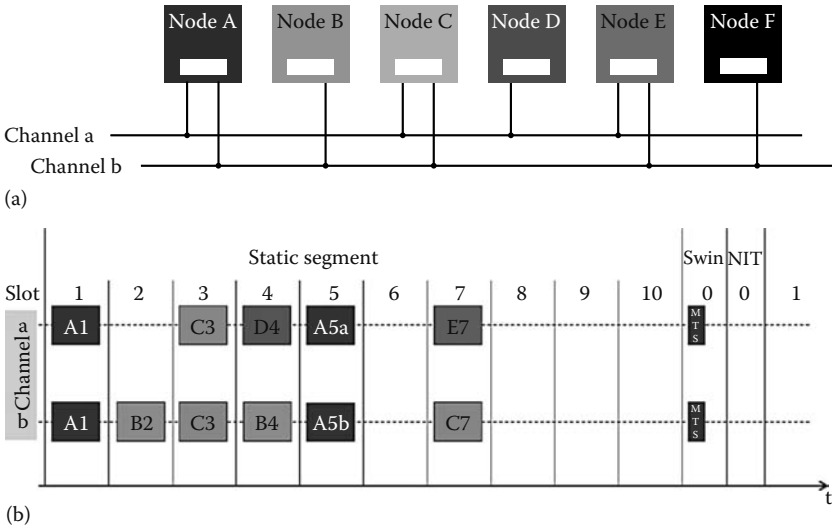 Node A Node B Node C Node D Node E Node F
Channel a
Channel b
(a)
Static segment Swin NIT
Slot 1 2 3 4 5 6 7 8 9 10 0 0 1
Channel
a
b
A1 C3 D4 A5a E7 MTS
A1 B2 C3 B4 A5b C7 MTS
t
(b)